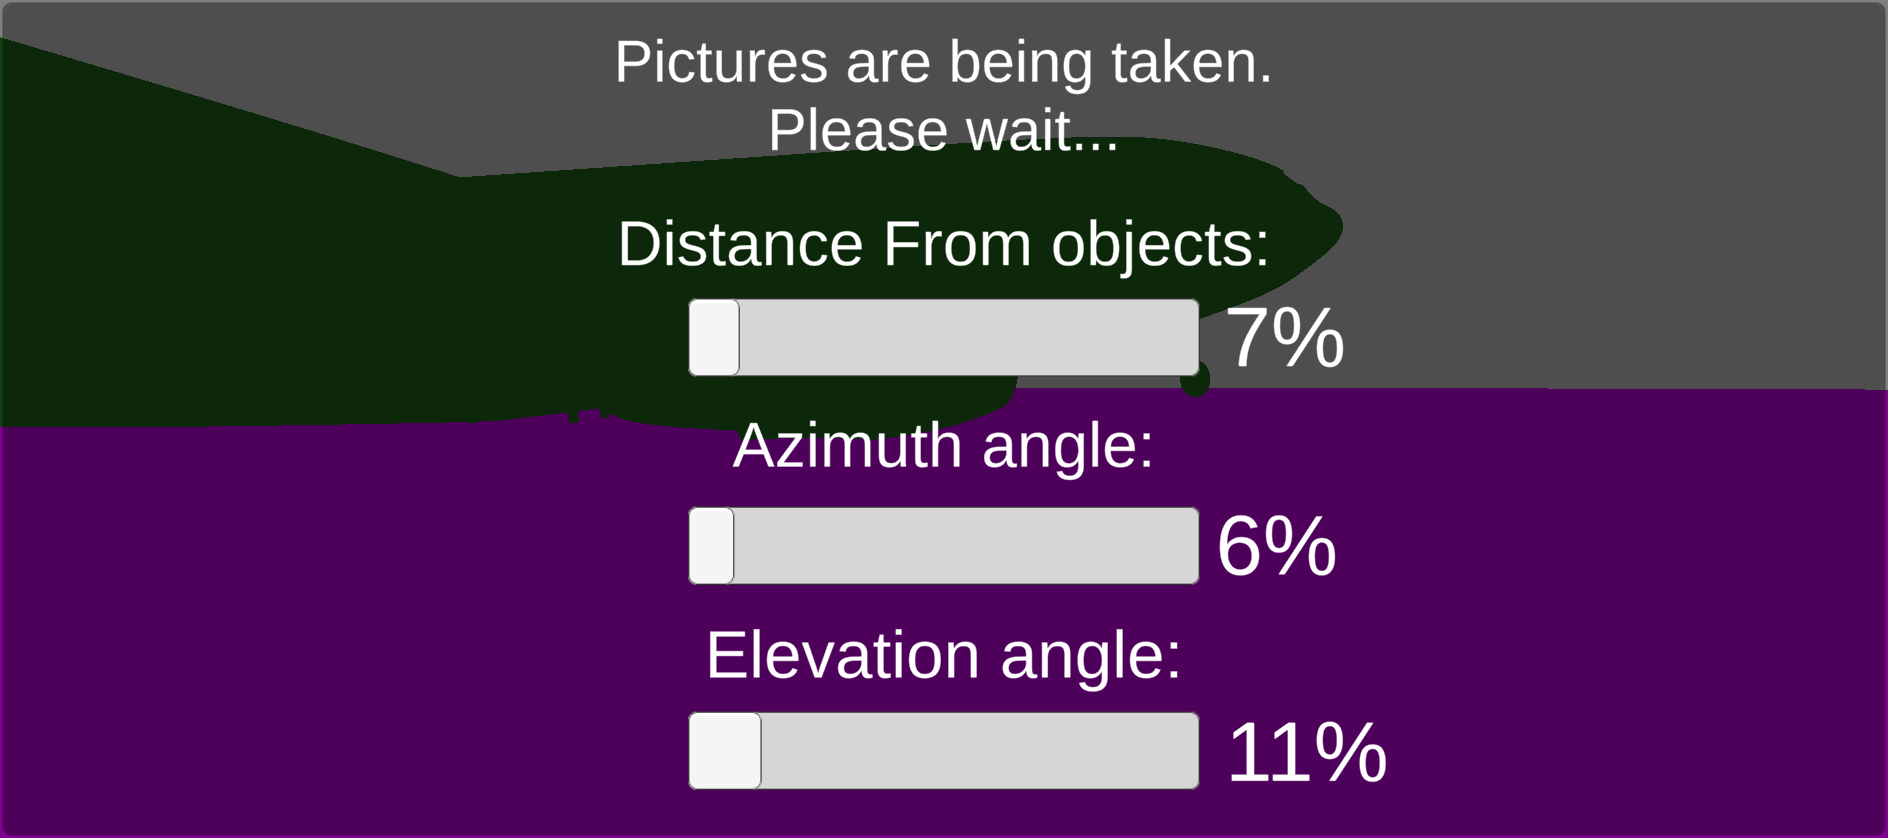 Pictures are being taken.
Please wait...
Distance From objects:
7%
Azimuth angle:
6%
Elevation angle:
11%